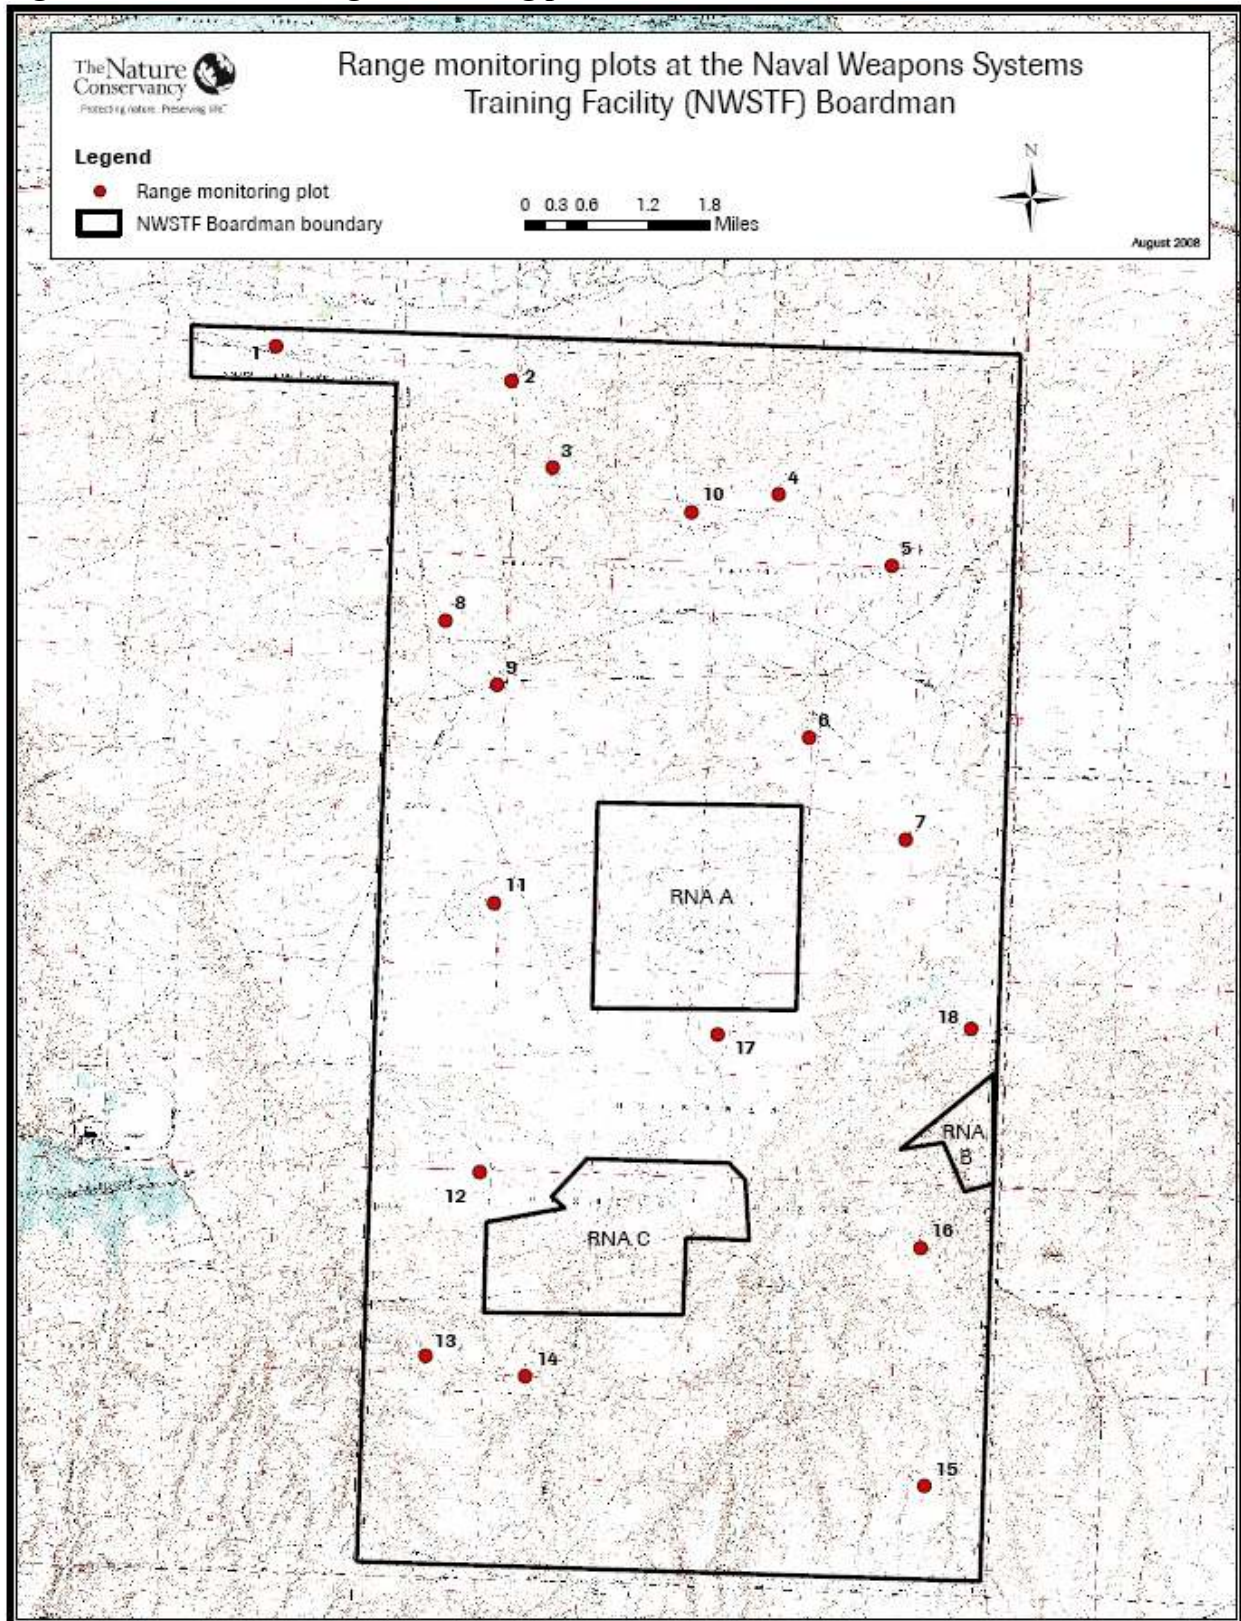 The Nature
Conservancy
Protecting nature. Preserving life.™
Range monitoring plots at the Naval Weapons Systems
Training Facility (NWSTF) Boardman
Legend
Range monitoring plot
NWSTF Boardman boundary
0 0.3 0.6 1.2 1.8
Miles
N
August 2008
1
2
3
4
10
5
8
9
6
7
11
RNA A
18
17
RNA
B
12
RNA C
16
13
14
15